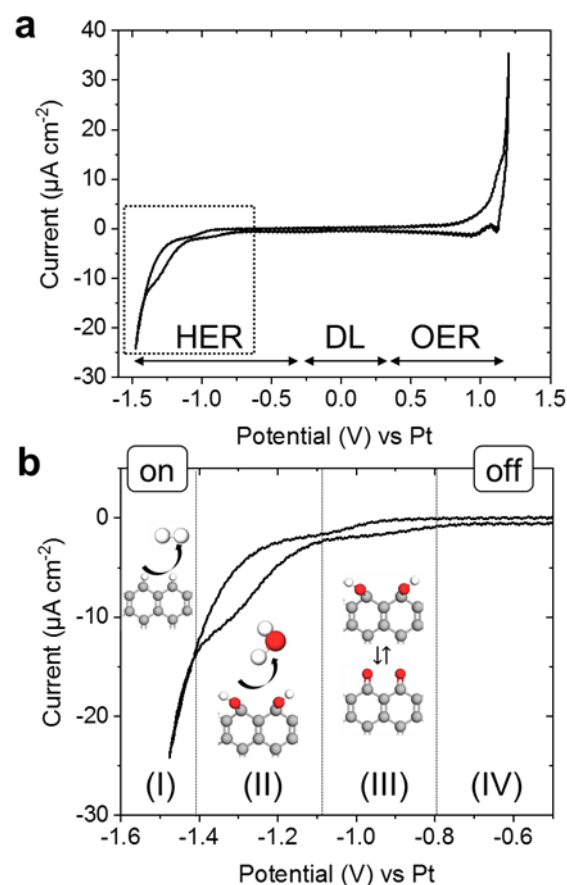 a
40
30
20
10
0
-10
-20
-30
Current (µA cm⁻²)
HER DL OER
-1.5 -1.0 -0.5 0.0 0.5 1.0 1.5
Potential (V) vs Pt
b
on off
0
-10
-20
-30
Current (µA cm⁻²)
(I) (II) (III) (IV)
-1.6 -1.4 -1.2 -1.0 -0.8 -0.6
Potential (V) vs Pt